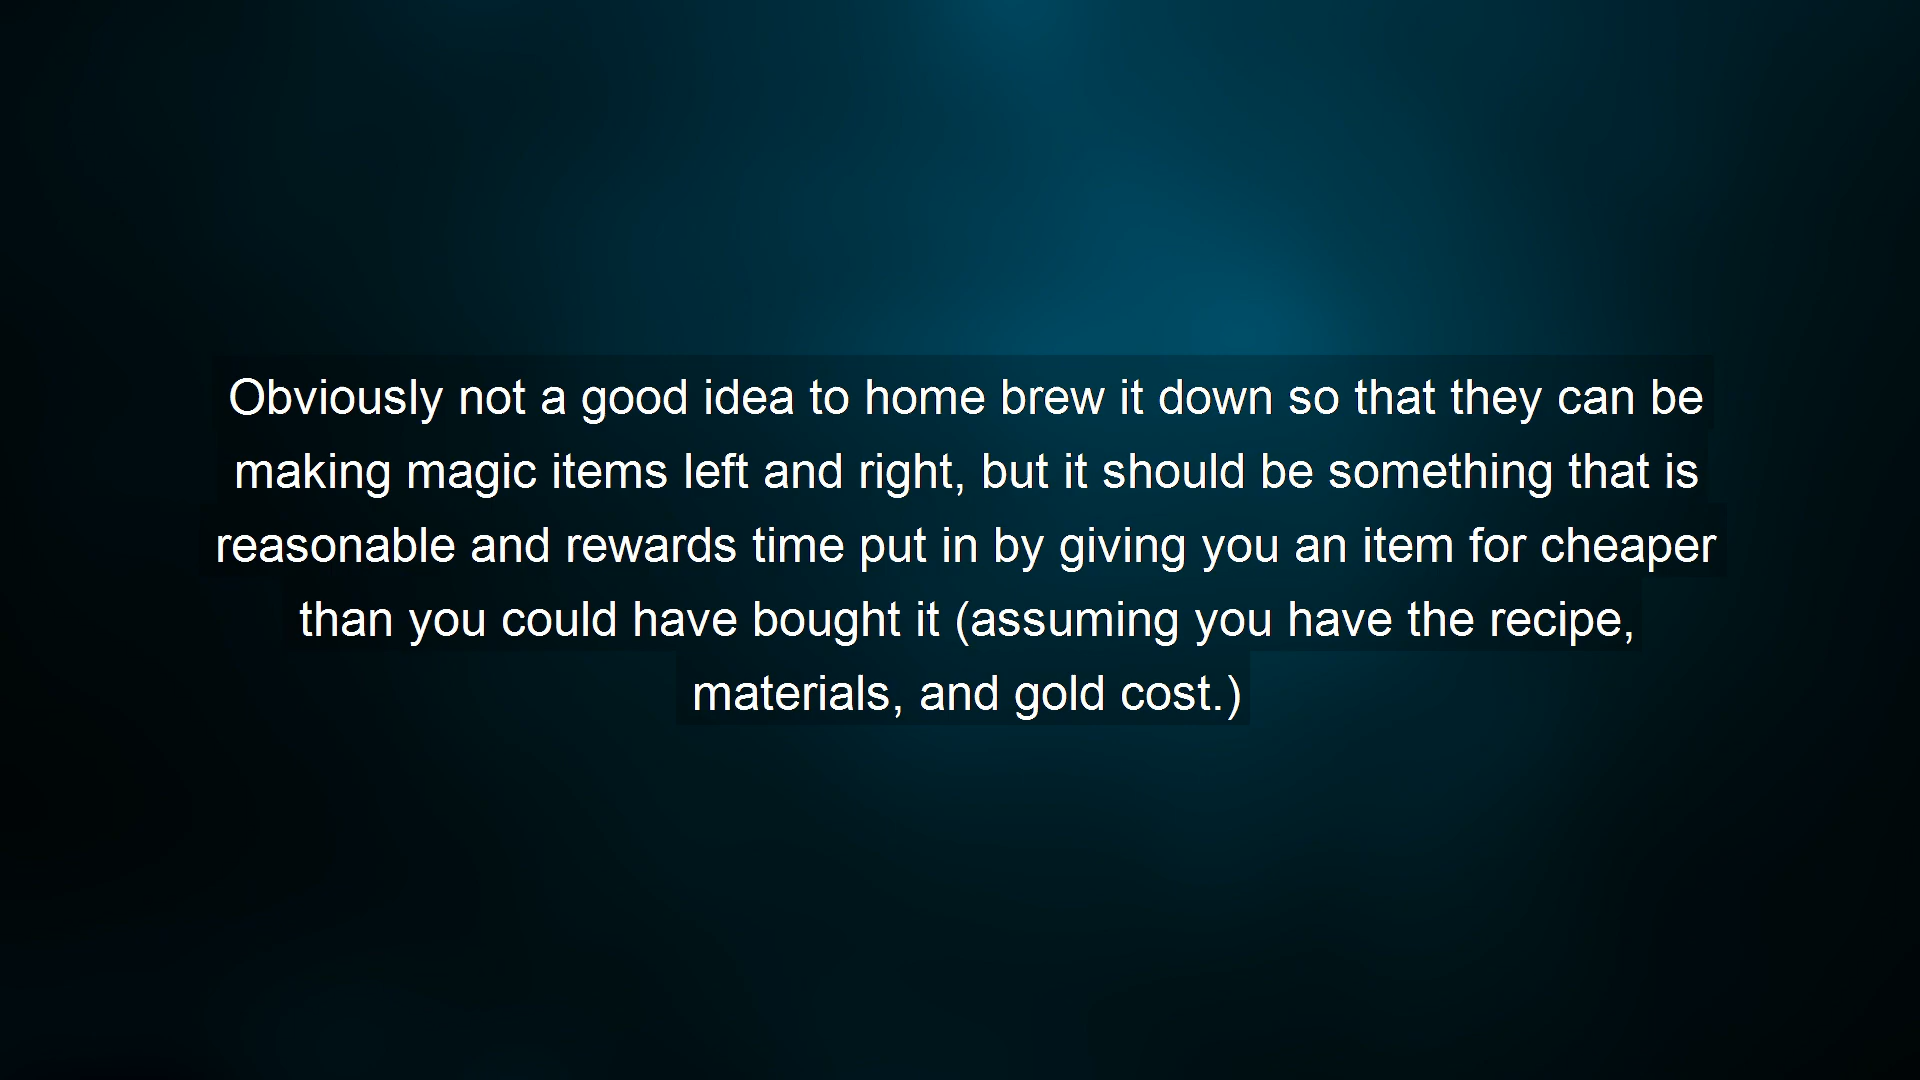 Obviously not a good idea to home brew it down so that they can be
making magic items left and right, but it should be something that is
reasonable and rewards time put in by giving you an item for cheaper
than you could have bought it (assuming you have the recipe,
materials, and gold cost.)